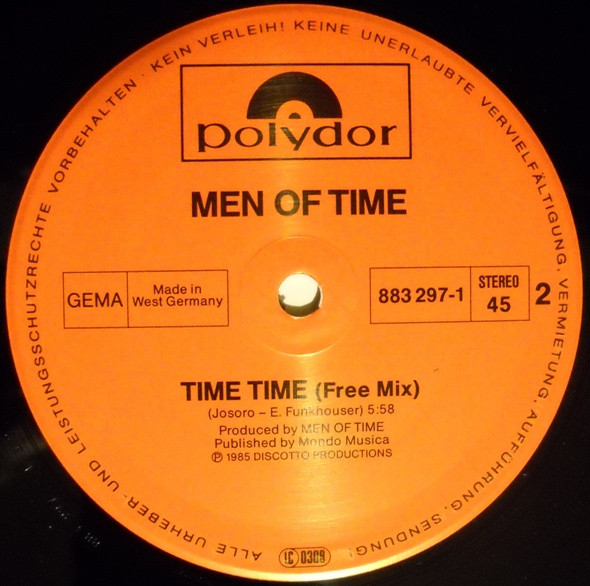 polydor
MEN OF TIME
GEMA
Made in
West Germany
883 297-1
STEREO
45
2
TIME TIME (Free Mix)
(Josoro – E. Funkhouser) 5:58
Produced by MEN OF TIME
Published by Mondo Musica
℗ 1985 DISCOTTO PRODUCTIONS
ALLE URHEBER- UND LEISTUNGSSCHUTZRECHTE VORBEHALTEN · KEIN VERLEIH! KEINE UNERLAUBTE VERVIELFÄLTIGUNG, VERMIETUNG, AUFFÜHRUNG, SENDUNG!
LC 0309